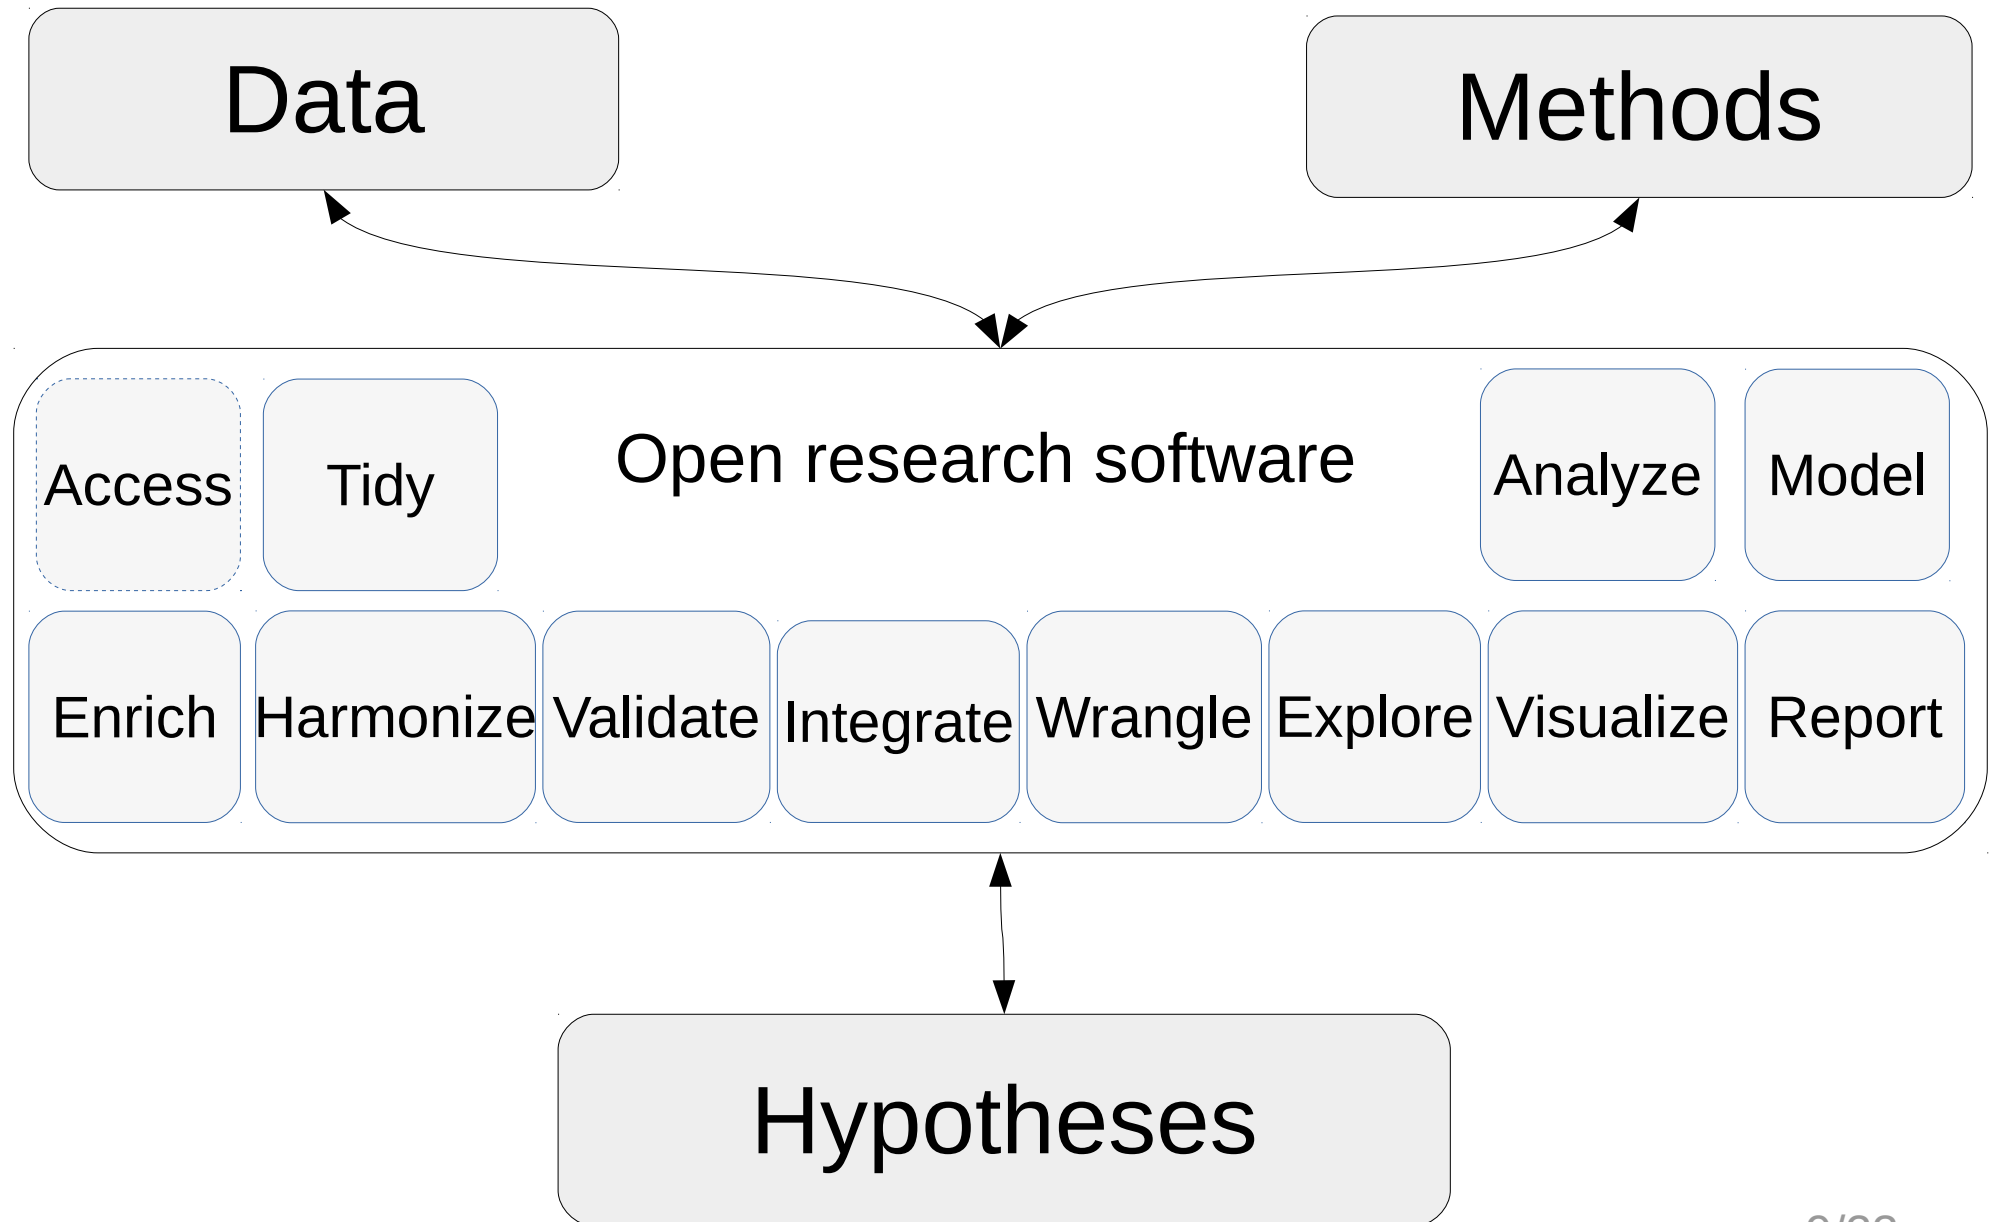 Data
Methods
Open research software
Access
Tidy
Analyze
Model
Enrich
Harmonize
Validate
Integrate
Wrangle
Explore
Visualize
Report
Hypotheses